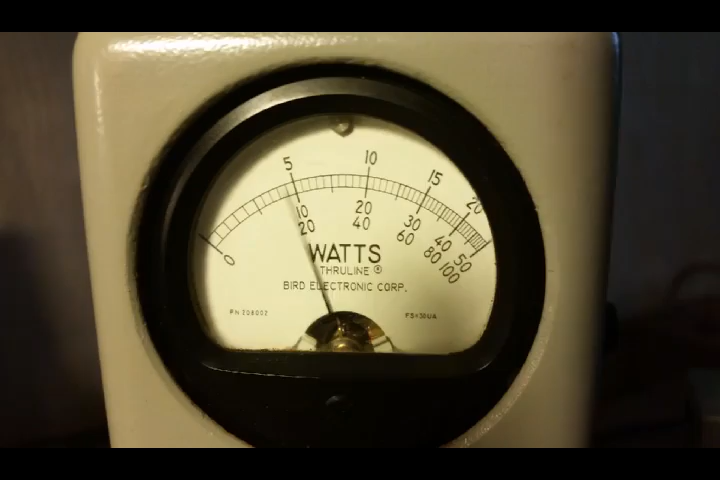 5 10 15 20
0 10 20 30 40 50
20 40 60 80 100
WATTS
THRULINE ®
BIRD ELECTRONIC CORP.
PN 208002 FS=30UA